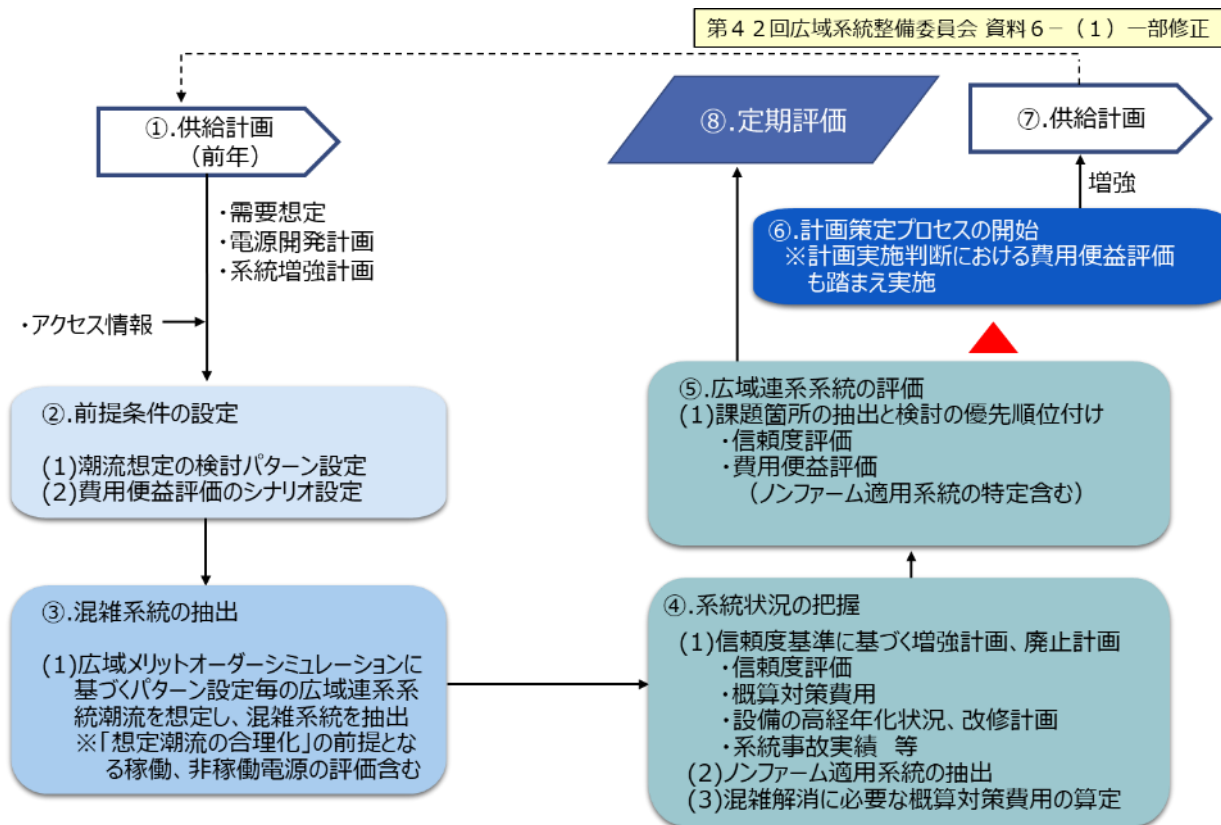 第４２回広域系統整備委員会 資料６－（１）一部修正
①.供給計画
（前年）
・需要想定
・電源開発計画
・系統増強計画
・アクセス情報
②.前提条件の設定
(1)潮流想定の検討パターン設定
(2)費用便益評価のシナリオ設定
③.混雑系統の抽出
(1)広域メリットオーダーシミュレーションに
基づくパターン設定毎の広域連系系
統潮流を想定し、混雑系統を抽出
※「想定潮流の合理化」の前提とな
る稼働、非稼働電源の評価含む
④.系統状況の把握
(1)信頼度基準に基づく増強計画、廃止計画
・信頼度評価
・概算対策費用
・設備の高経年化状況、改修計画
・系統事故実績 等
(2)ノンファーム適用系統の抽出
(3)混雑解消に必要な概算対策費用の算定
⑤.広域連系系統の評価
(1)課題箇所の抽出と検討の優先順位付け
・信頼度評価
・費用便益評価
（ノンファーム適用系統の特定含む）
⑥.計画策定プロセスの開始
※計画実施判断における費用便益評価
も踏まえ実施
増強
⑦.供給計画
⑧.定期評価